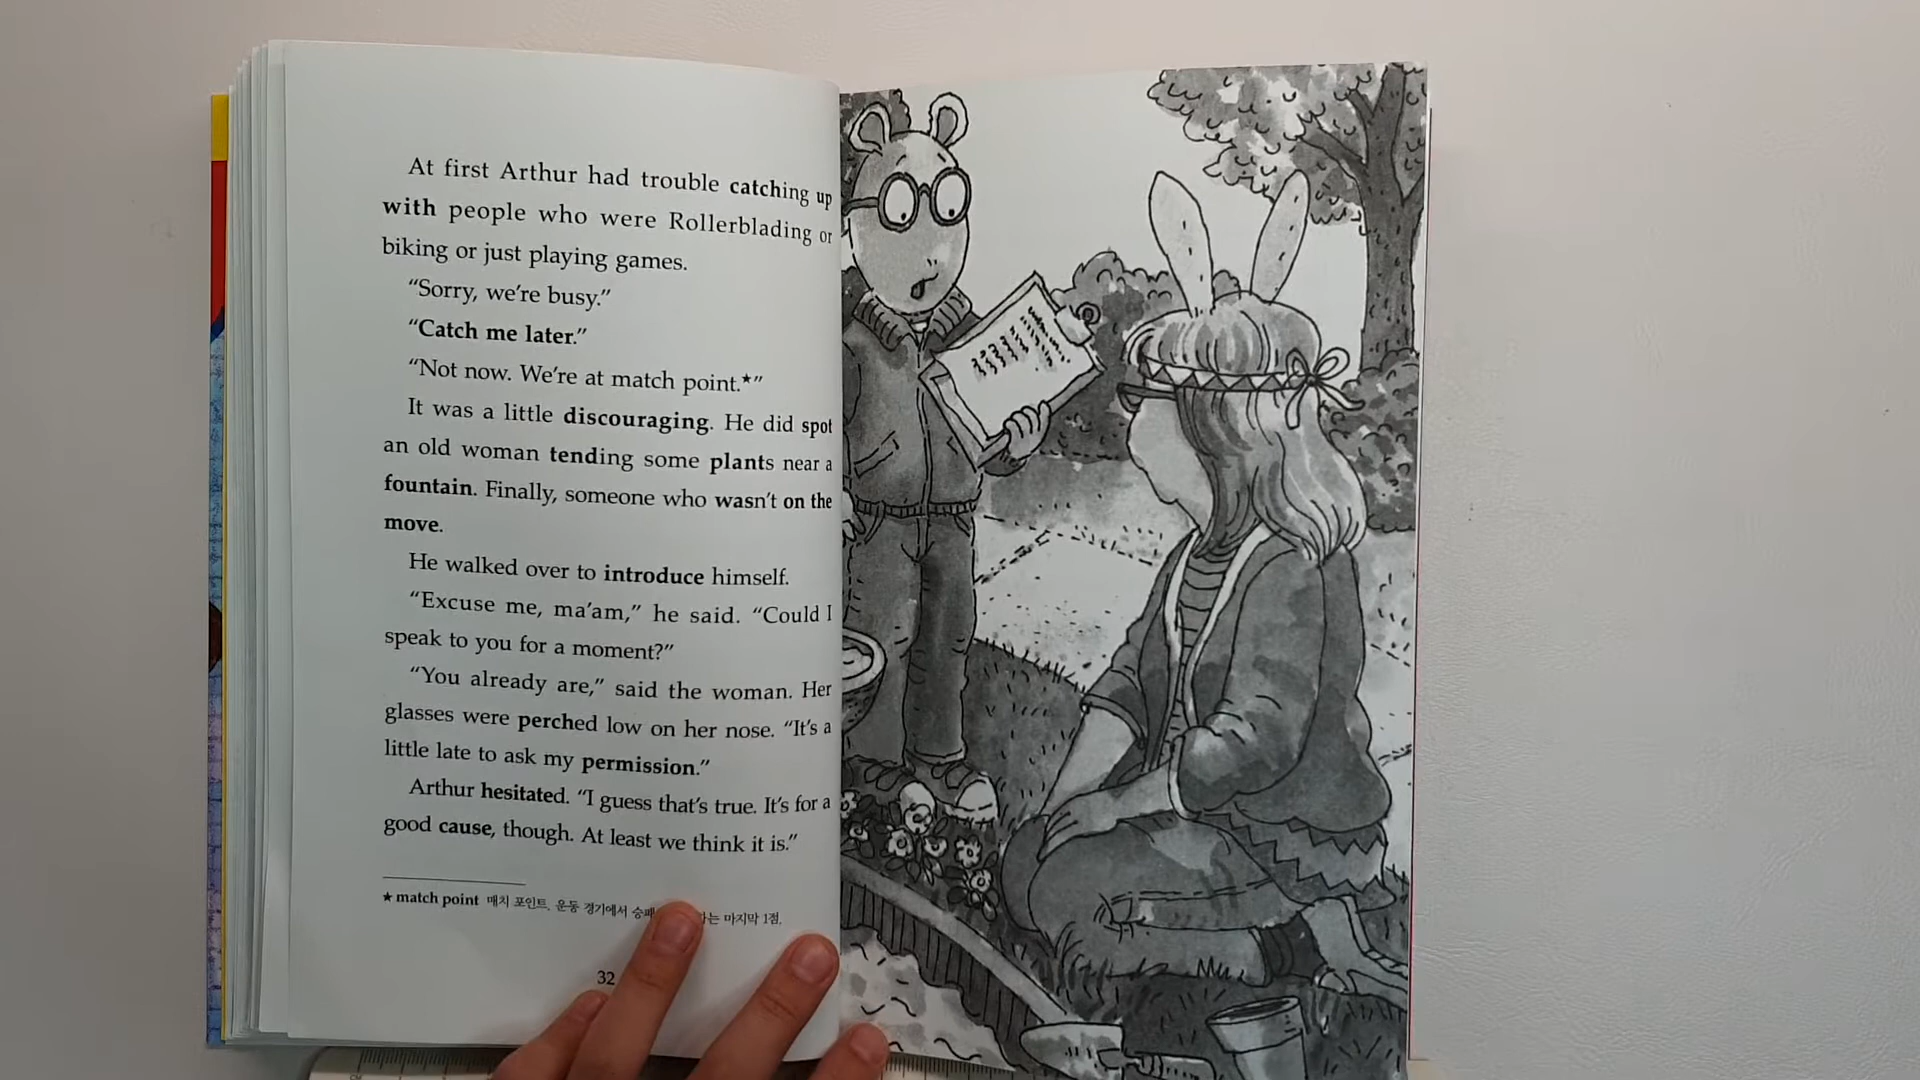 At first Arthur had trouble catching up
with people who were Rollerblading or
biking or just playing games.
“Sorry, we’re busy.”
“Catch me later.”
“Not now. We’re at match point.★”
It was a little discouraging. He did spot
an old woman tending some plants near a
fountain. Finally, someone who wasn’t on the
move.
He walked over to introduce himself.
“Excuse me, ma’am,” he said. “Could I
speak to you for a moment?”
“You already are,” said the woman. Her
glasses were perched low on her nose. “It’s a
little late to ask my permission.”
Arthur hesitated. “I guess that’s true. It’s for a
good cause, though. At least we think it is.”
★ match point 매치 포인트. 운동 경기에서 는 마지막 1점.
32